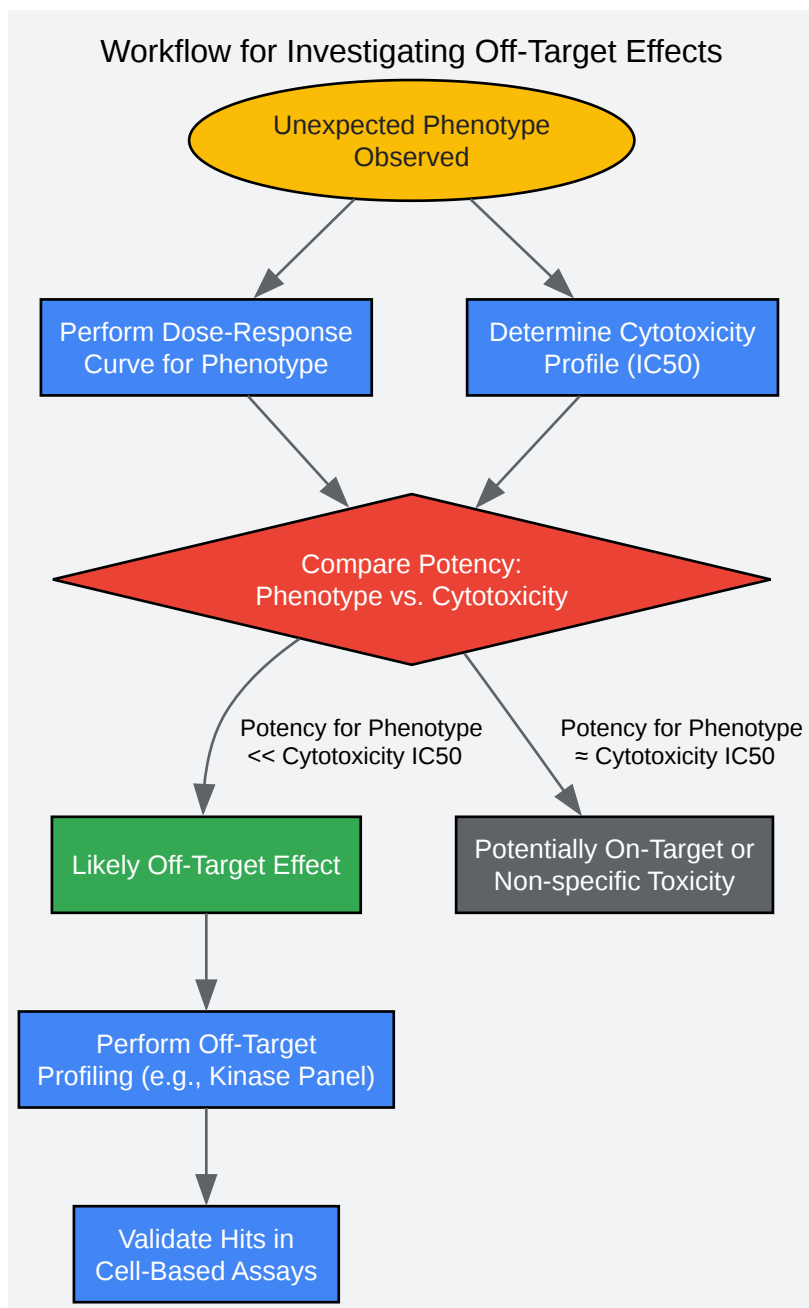 Workflow for Investigating Off-Target Effects
Unexpected Phenotype
Observed
Perform Dose-Response
Curve for Phenotype
Determine Cytotoxicity
Profile (IC50)
Compare Potency:
Phenotype vs. Cytotoxicity
Potency for Phenotype
<< Cytotoxicity IC50
Potency for Phenotype
≈ Cytotoxicity IC50
Likely Off-Target Effect
Potentially On-Target or
Non-specific Toxicity
Perform Off-Target
Profiling (e.g., Kinase Panel)
Validate Hits in
Cell-Based Assays